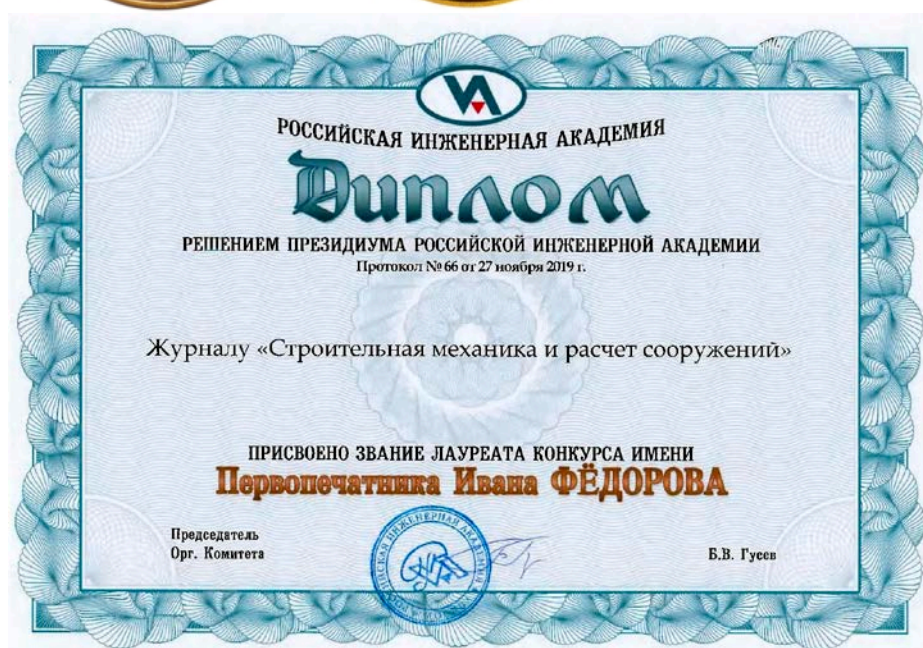 РОССИЙСКАЯ ИНЖЕНЕРНАЯ АКАДЕМИЯ
Диплом
РЕШЕНИЕМ ПРЕЗИДИУМА РОССИЙСКОЙ ИНЖЕНЕРНОЙ АКАДЕМИИ
Протокол № 66 от 27 ноября 2019 г.
Журналу «Строительная механика и расчет сооружений»
ПРИСВОЕНО ЗВАНИЕ ЛАУРЕАТА КОНКУРСА ИМЕНИ
Первопечатника Ивана ФЁДОРОВА
Председатель
Орг. Комитета
Б.В. Гусев